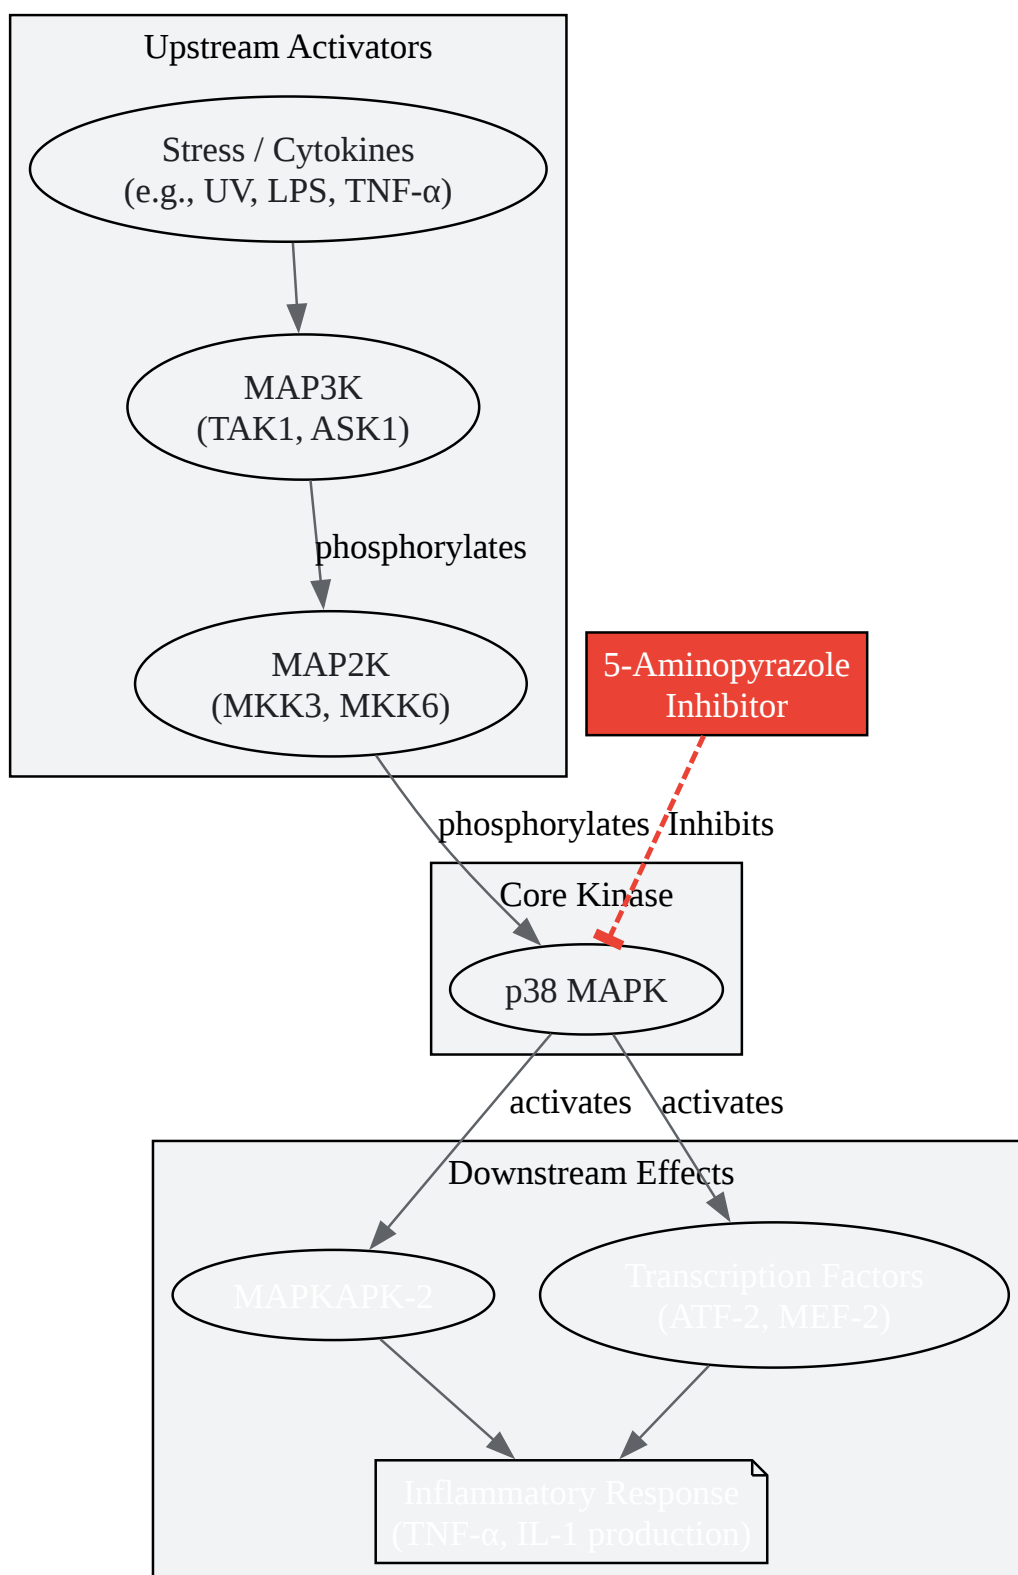 Upstream Activators
Stress / Cytokines
(e.g., UV, LPS, TNF-α)
MAP3K
(TAK1, ASK1)
phosphorylates
MAP2K
(MKK3, MKK6)
5-Aminopyrazole
Inhibitor
phosphorylates
Inhibits
Core Kinase
p38 MAPK
activates
activates
Downstream Effects
MAPKAPK-2
Transcription Factors
(ATF-2, MEF-2)
Inflammatory Response
(TNF-α, IL-1 production)